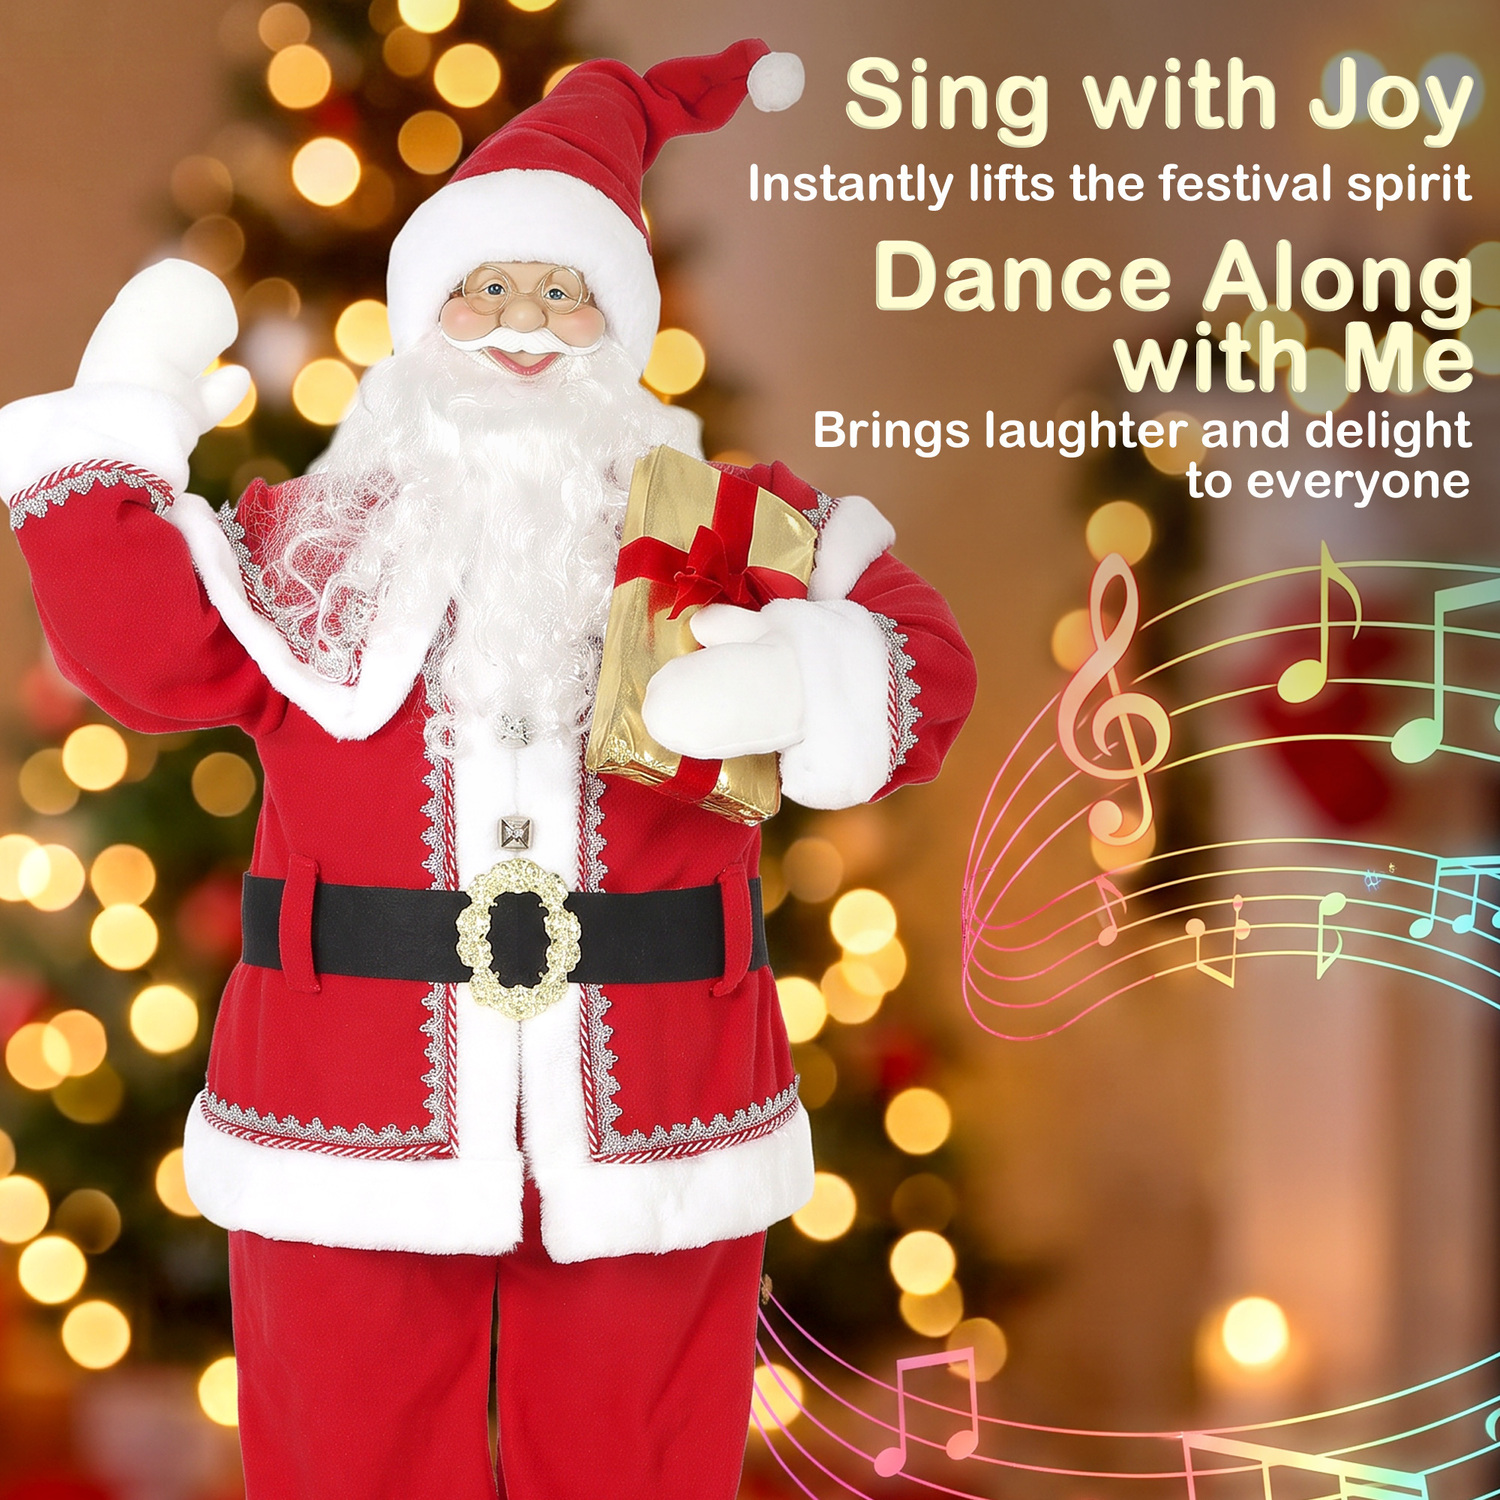 Sing with Joy
Instantly lifts the festival spirit
Dance Along
with Me
Brings laughter and delight
to everyone